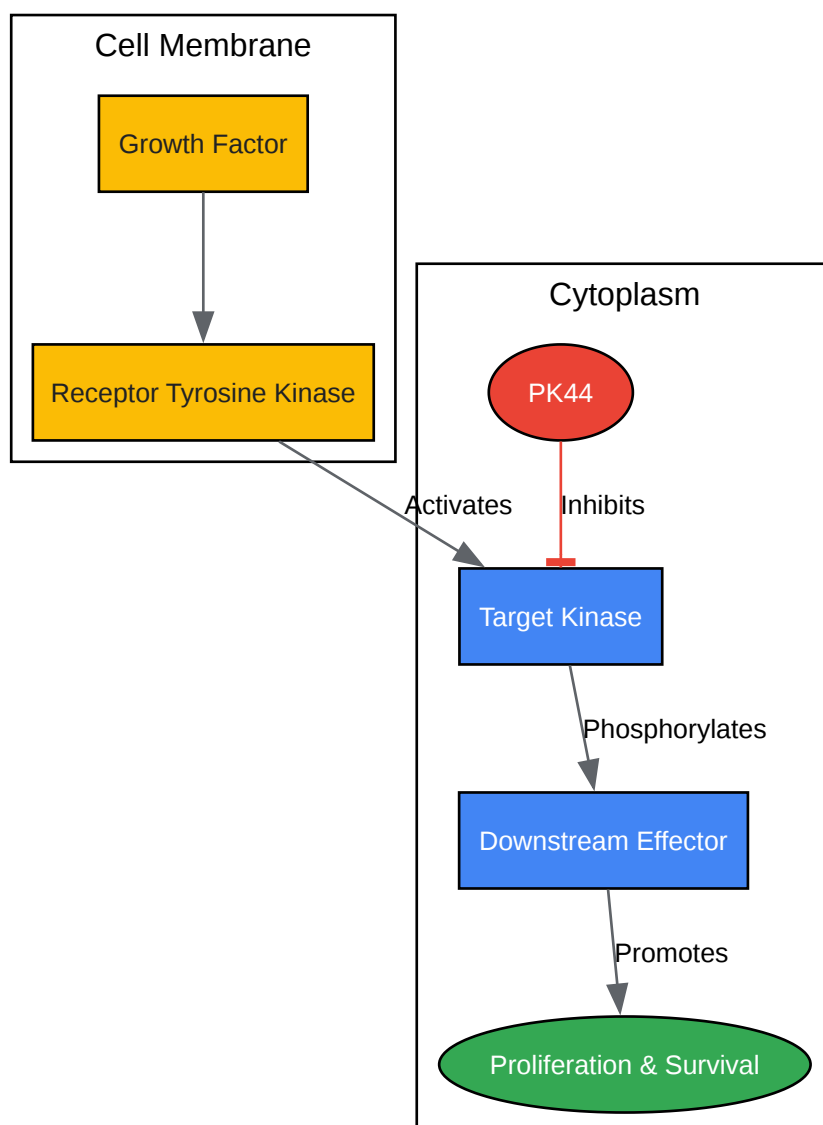 Cell Membrane
Growth Factor
Receptor Tyrosine Kinase
Cytoplasm
PK44
Activates
Inhibits
Target Kinase
Phosphorylates
Downstream Effector
Promotes
Proliferation & Survival